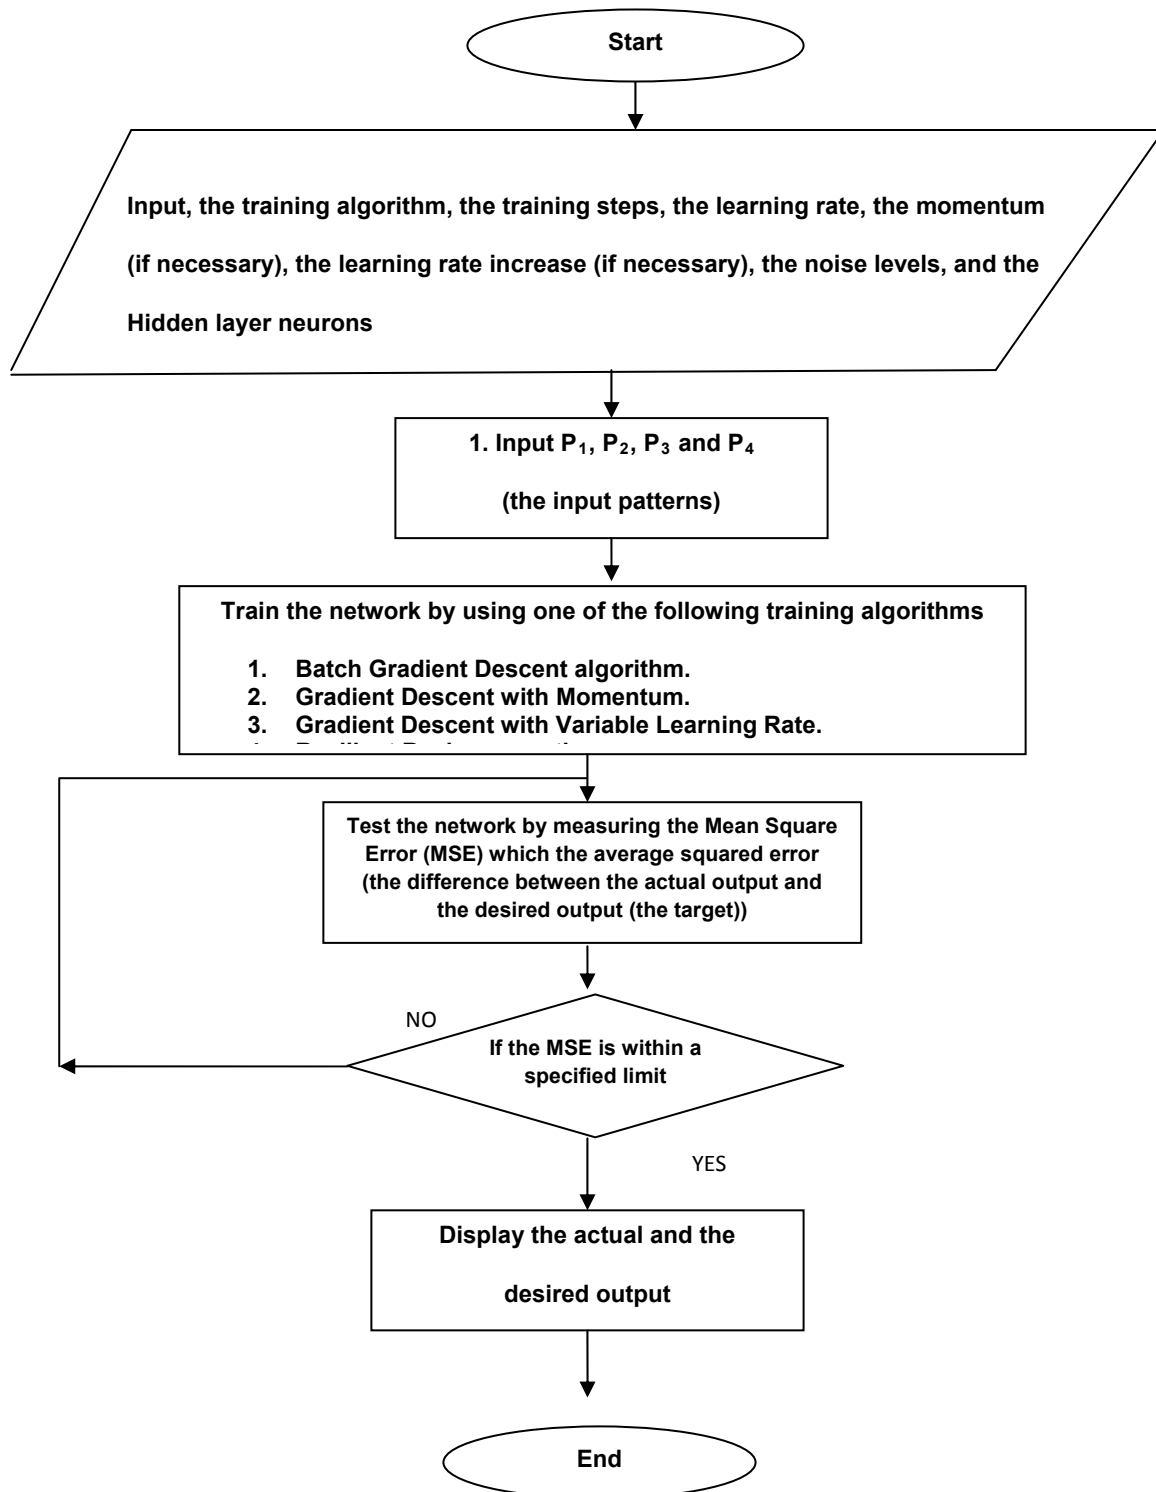 Start
Input, the training algorithm, the training steps, the learning rate, the momentum
(if necessary), the learning rate increase (if necessary), the noise levels, and the
Hidden layer neurons
1. Input P₁, P₂, P₃ and P₄
(the input patterns)
Train the network by using one of the following training algorithms
1. Batch Gradient Descent algorithm.
2. Gradient Descent with Momentum.
3. Gradient Descent with Variable Learning Rate.
Test the network by measuring the Mean Square
Error (MSE) which the average squared error
(the difference between the actual output and
the desired output (the target))
NO
If the MSE is within a
specified limit
YES
Display the actual and the
desired output
End